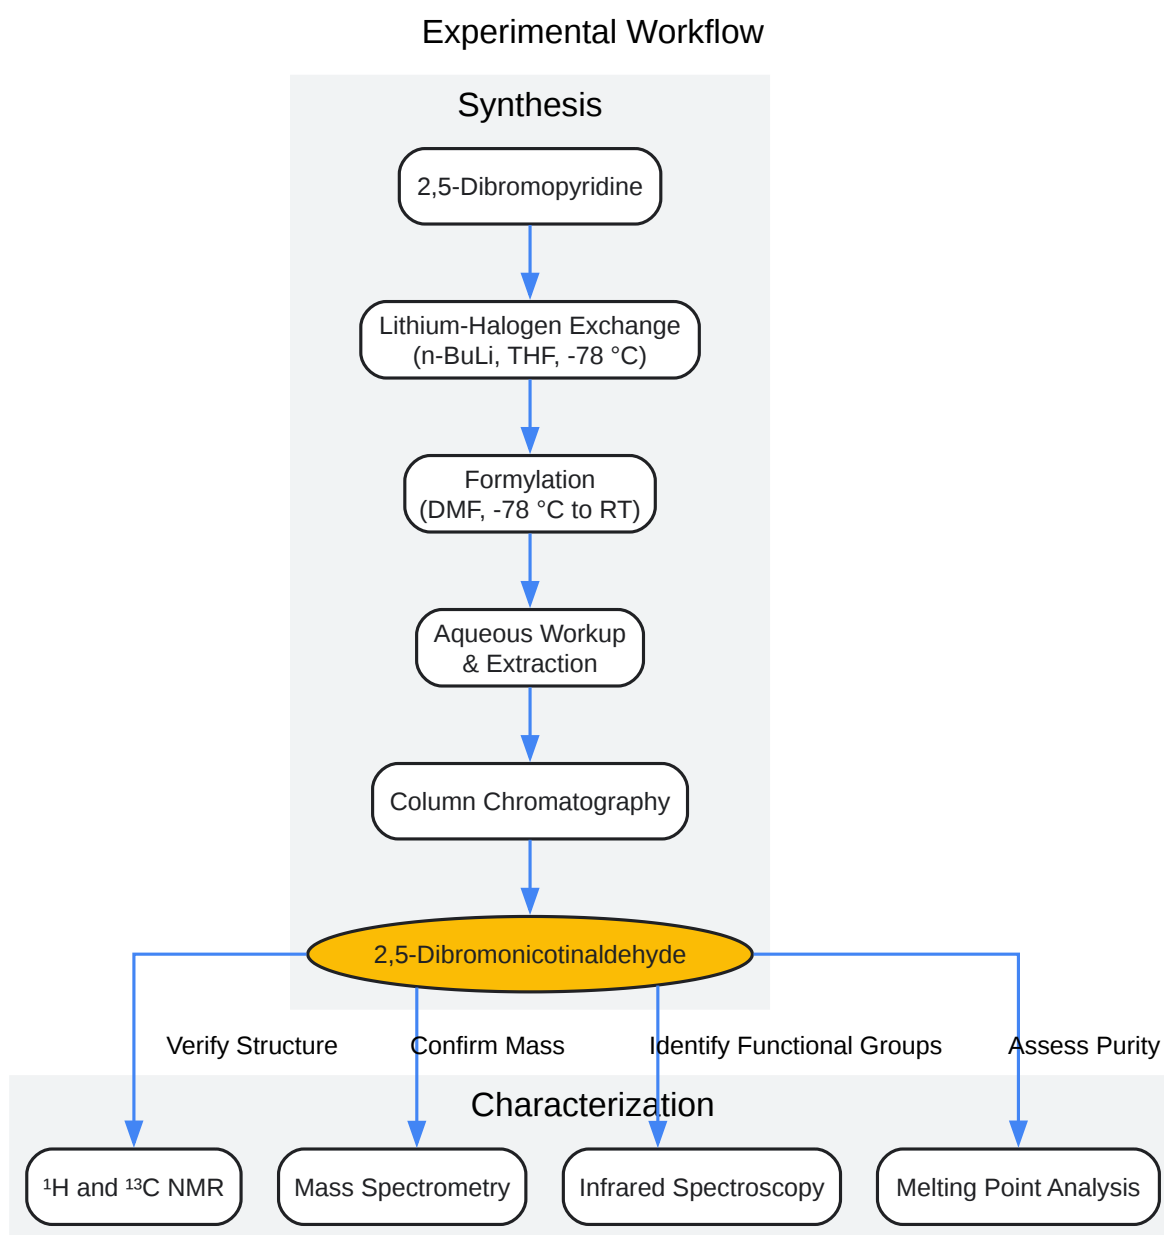 Experimental Workflow
Synthesis
2,5-Dibromopyridine
Lithium-Halogen Exchange
(n-BuLi, THF, -78 °C)
Formylation
(DMF, -78 °C to RT)
Aqueous Workup
& Extraction
Column Chromatography
2,5-Dibromonicotinaldehyde
Verify Structure
Confirm Mass
Identify Functional Groups
Assess Purity
Characterization
¹H and ¹³C NMR
Mass Spectrometry
Infrared Spectroscopy
Melting Point Analysis